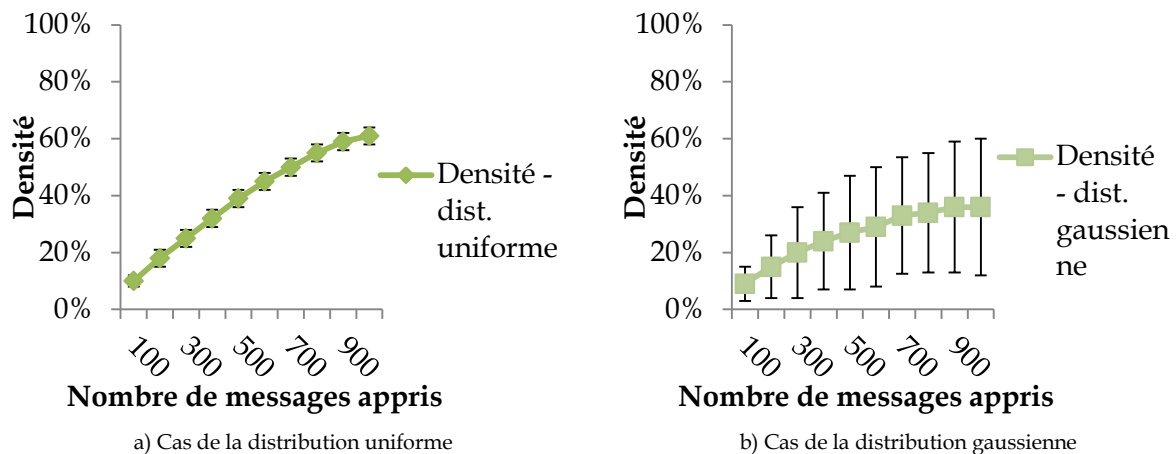 100%
80%
60%
40%
20%
0%
Densité
100
300
500
700
900
Nombre de messages appris
Densité -
dist.
uniforme
a) Cas de la distribution uniforme
100%
80%
60%
40%
20%
0%
Densité
100
300
500
700
900
Nombre de messages appris
Densité
- dist.
gaussien
ne
b) Cas de la distribution gaussienne